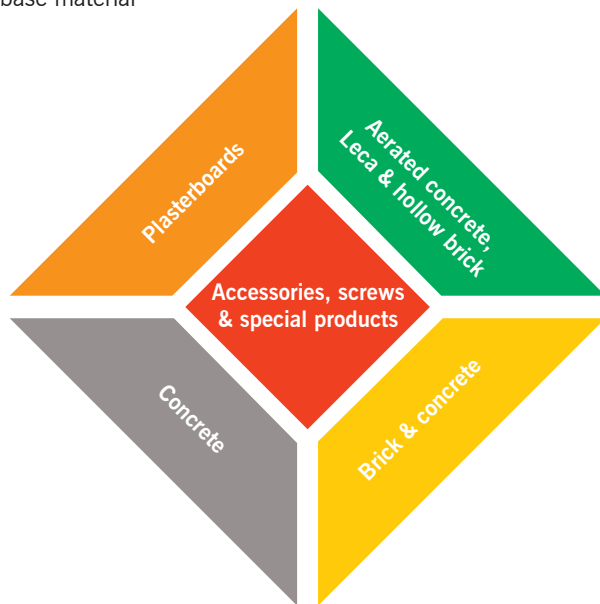 base material
Plasterboards
Aerated concrete,
Leca & hollow brick
Accessories, screws
& special products
Concrete
Brick & concrete